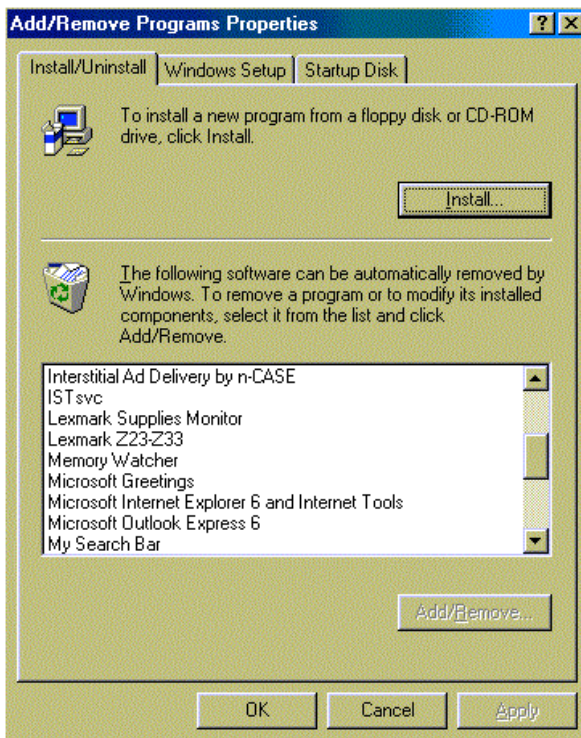 Add/Remove Programs Properties
Install/Uninstall
Windows Setup
Startup Disk
To install a new program from a floppy disk or CD-ROM
drive, click Install.
Install...
The following software can be automatically removed by
Windows. To remove a program or to modify its installed
components, select it from the list and click
Add/Remove.
Interstitial Ad Delivery by n-CASE
ISTsvc
Lexmark Supplies Monitor
Lexmark Z23-Z33
Memory Watcher
Microsoft Greetings
Microsoft Internet Explorer 6 and Internet Tools
Microsoft Outlook Express 6
My Search Bar
Add/Remove...
OK
Cancel
Apply